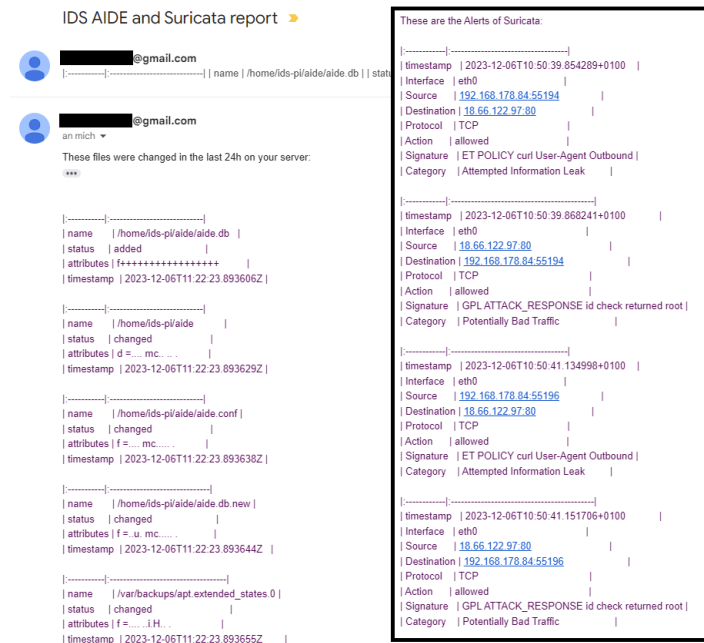 IDS AIDE and Suricata report
@gmail.com
|:-----------|:----------------------------| | name | /home/ids-pi/aide/aide.db | | statu
@gmail.com
an mich
These files were changed in the last 24h on your server:
|:-----------|:----------------------------|
| name | /home/ids-pi/aide/aide.db |
| status | added |
| attributes | f+++++++++++++++++ |
| timestamp | 2023-12-06T11:22:23.893606Z |
|:-----------|:----------------------------|
| name | /home/ids-pi/aide |
| status | changed |
| attributes | d =.... mc.. .. . |
| timestamp | 2023-12-06T11:22:23.893629Z |
|:-----------|:----------------------------|
| name | /home/ids-pi/aide/aide.conf |
| status | changed |
| attributes | f =.... mc..... . |
| timestamp | 2023-12-06T11:22:23.893638Z |
|:-----------|:------------------------------|
| name | /home/ids-pi/aide/aide.db.new |
| status | changed |
| attributes | f =..u. mc..... . |
| timestamp | 2023-12-06T11:22:23.893644Z |
|:-----------|:-----------------------------------|
| name | /var/backups/apt.extended_states.0 |
| status | changed |
| attributes | f =.... ..i.H.. . |
| timestamp | 2023-12-06T11:22:23.893655Z |
These are the Alerts of Suricata:
|:------------|:-----------------------------------|
| timestamp | 2023-12-06T10:50:39.854289+0100 |
| Interface | eth0 |
| Source | 192.168.178.84:55194 |
| Destination | 18.66.122.97:80 |
| Protocol | TCP |
| Action | allowed |
| Signature | ET POLICY curl User-Agent Outbound |
| Category | Attempted Information Leak |
|:------------|:-------------------------------------------|
| timestamp | 2023-12-06T10:50:39.868241+0100 |
| Interface | eth0 |
| Source | 18.66.122.97:80 |
| Destination | 192.168.178.84:55194 |
| Protocol | TCP |
| Action | allowed |
| Signature | GPL ATTACK_RESPONSE id check returned root |
| Category | Potentially Bad Traffic |
|:------------|:-----------------------------------|
| timestamp | 2023-12-06T10:50:41.134998+0100 |
| Interface | eth0 |
| Source | 192.168.178.84:55196 |
| Destination | 18.66.122.97:80 |
| Protocol | TCP |
| Action | allowed |
| Signature | ET POLICY curl User-Agent Outbound |
| Category | Attempted Information Leak |
|:------------|:-------------------------------------------|
| timestamp | 2023-12-06T10:50:41.151706+0100 |
| Interface | eth0 |
| Source | 18.66.122.97:80 |
| Destination | 192.168.178.84:55196 |
| Protocol | TCP |
| Action | allowed |
| Signature | GPL ATTACK_RESPONSE id check returned root |
| Category | Potentially Bad Traffic |